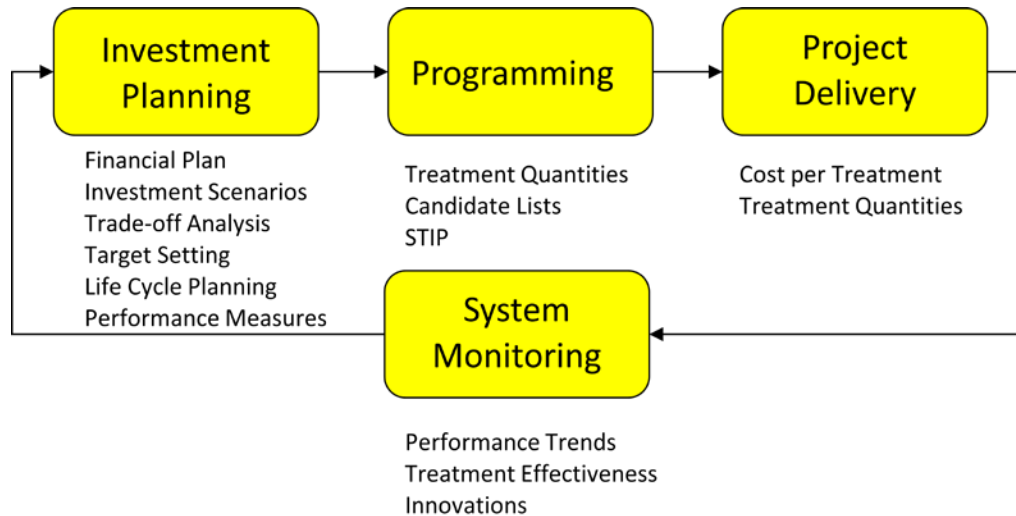 Investment
Planning
Programming
Project
Delivery
Financial Plan
Investment Scenarios
Trade-off Analysis
Target Setting
Life Cycle Planning
Performance Measures
Treatment Quantities
Candidate Lists
STIP
Cost per Treatment
Treatment Quantities
System
Monitoring
Performance Trends
Treatment Effectiveness
Innovations